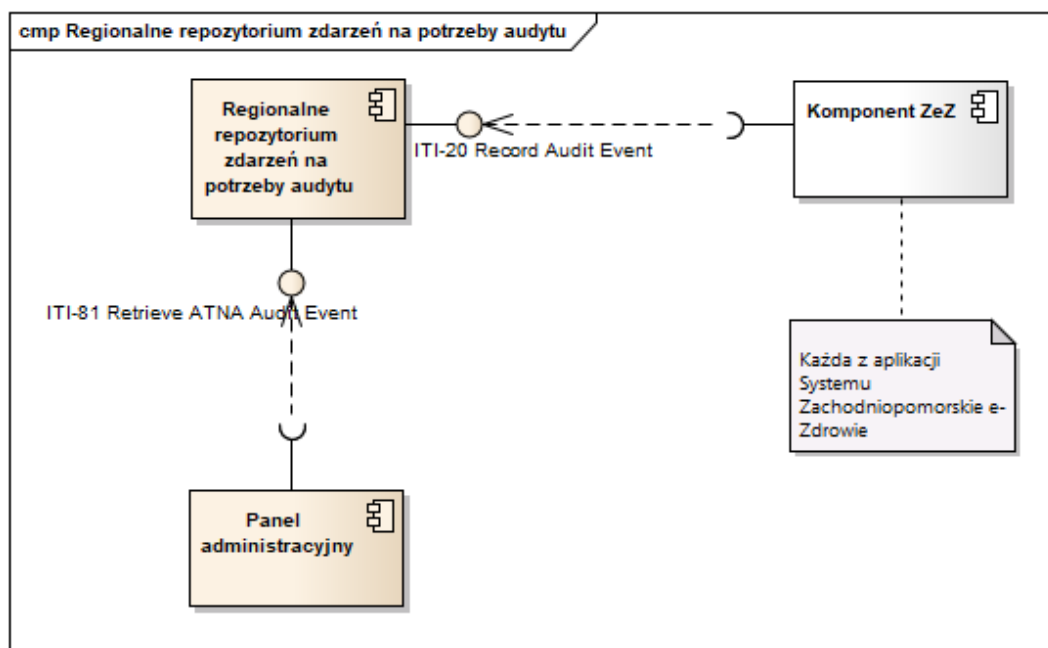 cmp Regionalne repozytorium zdarzeń na potrzeby audytu
Regionalne
repozytorium
zdarzeń na
potrzeby audytu
Komponent ZeZ
ITI-20 Record Audit Event
ITI-81 Retrieve ATNA Audit Event
Każda z aplikacji
Systemu
Zachodniopomorskie e-
Zdrowie
Panel
administracyjny